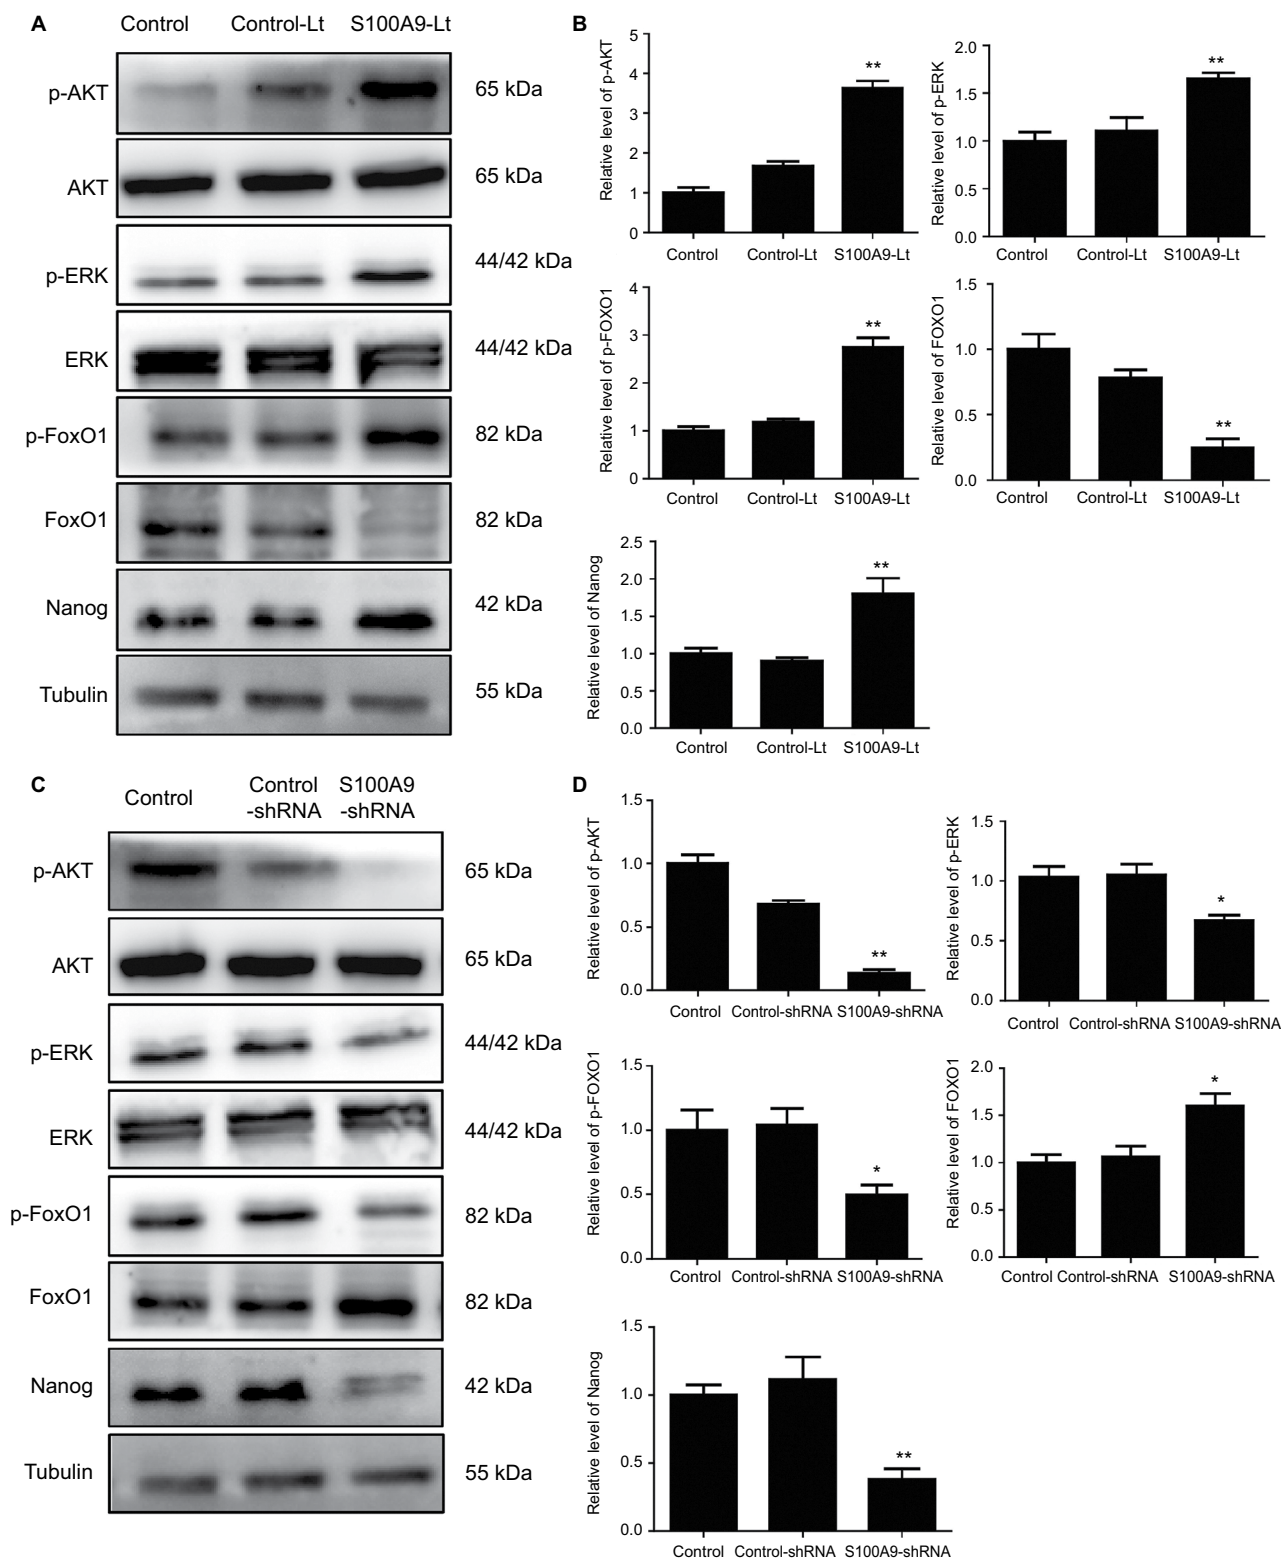 A
Control
Control-Lt
S100A9-Lt
p-AKT
65 kDa
AKT
65 kDa
p-ERK
44/42 kDa
ERK
44/42 kDa
p-FoxO1
82 kDa
FoxO1
82 kDa
Nanog
42 kDa
Tubulin
55 kDa
B
Relative level of p-AKT
5
4
3
2
1
0
**
Control
Control-Lt
S100A9-Lt
Relative level of p-ERK
2.0
1.5
1.0
0.5
0.0
**
Control
Control-Lt
S100A9-Lt
Relative level of p-FOXO1
4
3
2
1
0
**
Control
Control-Lt
S100A9-Lt
Relative level of FOXO1
1.5
1.0
0.5
0.0
**
Control
Control-Lt
S100A9-Lt
Relative level of Nanog
2.5
2.0
1.5
1.0
0.5
0.0
**
Control
Control-Lt
S100A9-Lt
C
Control
Control
-shRNA
S100A9
-shRNA
p-AKT
65 kDa
AKT
65 kDa
p-ERK
44/42 kDa
ERK
44/42 kDa
p-FoxO1
82 kDa
FoxO1
82 kDa
Nanog
42 kDa
Tubulin
55 kDa
D
Relative level of p-AKT
1.5
1.0
0.5
0.0
**
Control
Control-shRNA
S100A9-shRNA
Relative level of p-ERK
1.5
1.0
0.5
0.0
*
Control
Control-shRNA
S100A9-shRNA
Relative level of p-FOXO1
1.5
1.0
0.5
0.0
*
Control
Control-shRNA
S100A9-shRNA
Relative level of FOXO1
2.0
1.5
1.0
0.5
0.0
*
Control
Control-shRNA
S100A9-shRNA
Relative level of Nanog
1.5
1.0
0.5
0.0
**
Control
Control-shRNA
S100A9-shRNA